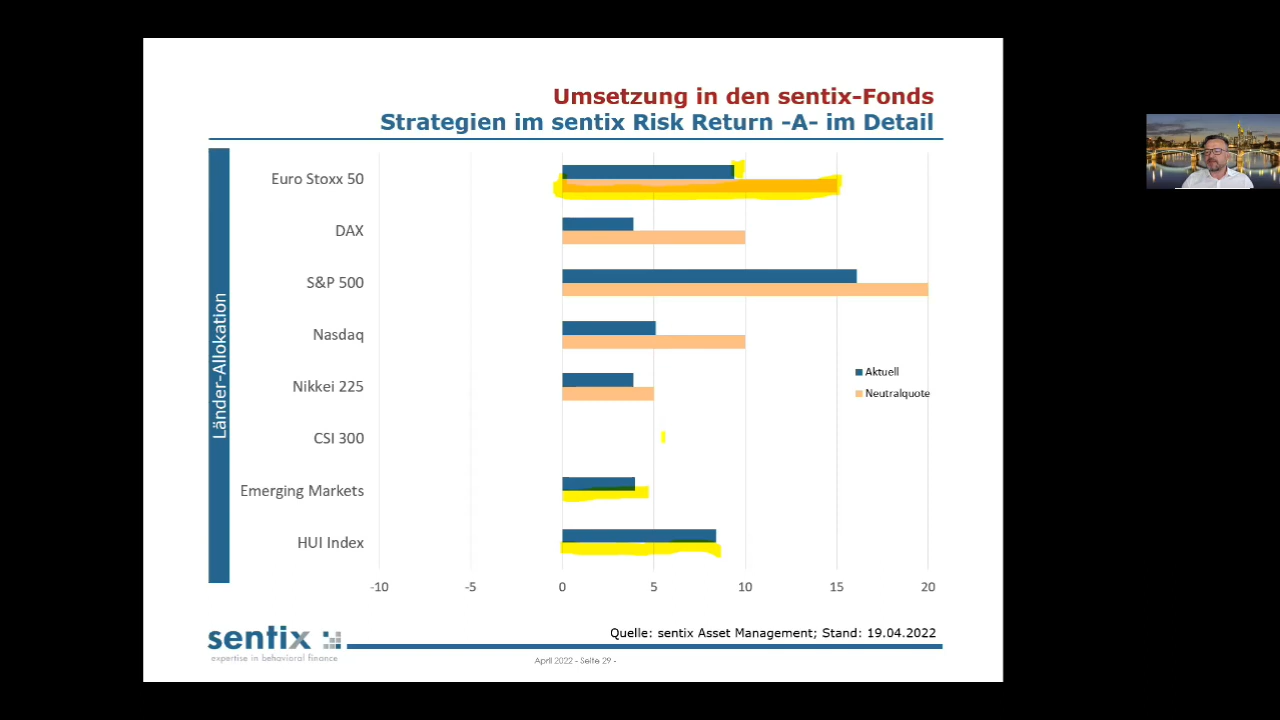 Umsetzung in den sentix-Fonds
Strategien im sentix Risk Return -A- im Detail
Länder-Allokation
Euro Stoxx 50
DAX
S&P 500
Nasdaq
Nikkei 225
CSI 300
Emerging Markets
HUI Index
Aktuell
Neutralquote
-10 -5 0 5 10 15 20
sentix
expertise in behavioral finance
Quelle: sentix Asset Management; Stand: 19.04.2022
April 2022 - Seite 29 -